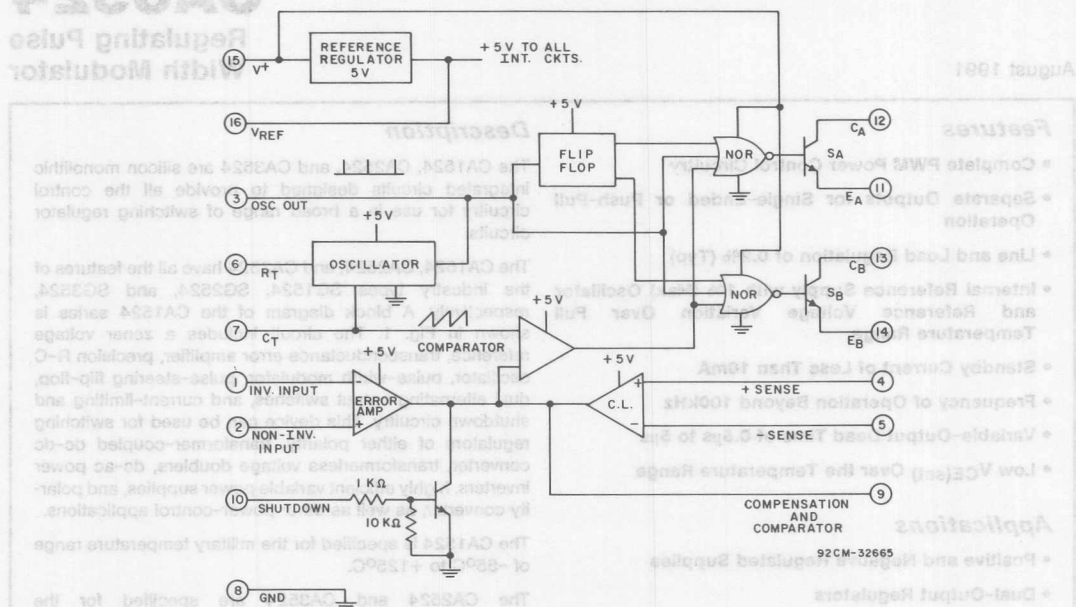 CA1524
Regulating Pulse
Width Modulator
August 1991
REFERENCE
REGULATOR
5V
+5V TO ALL
INT. CKTS.
15
V+
16
VREF
+5V
FLIP
FLOP
NOR
CA
12
SA
11
EA
3
OSC OUT
+5V
6
RT
OSCILLATOR
7
CT
+5V
COMPARATOR
NOR
CB
13
SB
14
EB
+5V
1
INV. INPUT
ERROR
AMP
+
2
NON-INV.
INPUT
+5V
C.L.
+
−
4
+ SENSE
5
− SENSE
10
SHUTDOWN
1 KΩ
10 KΩ
9
COMPENSATION
AND
COMPARATOR
92CM-32665
8
GND
Features
• Complete PWM Power Control Circuitry
• Separate Outputs for Single-Ended or Push-Pull
Operation
• Line and Load Regulation of 0.2% (Typ)
• Internal Reference Supply with 1% (Max) Oscillator
and Reference Voltage Variation Over Full
Temperature Range
• Standby Current of Less Than 10mA
• Frequency of Operation Beyond 100kHz
• Variable-Output Dead Time of 0.5μs to 5μs
• Low VCE(sat) Over the Temperature Range
Applications
• Positive and Negative Regulated Supplies
• Dual-Output Regulators
Description
The CA1524, CA2524, and CA3524 are silicon monolithic
integrated circuits designed to provide all the control
circuitry for use in a broad range of switching regulator
circuits.
The CA1524, CA2524, and CA3524 have all the features of
the industry types SG1524, SG2524, and SG3524,
respectively. A block diagram of the CA1524 series is
shown in Fig. 1. The circuit includes a zener voltage
reference, transconductance error amplifier, precision R-C
oscillator, pulse-width modulator, pulse-steering flip-flop,
dual alternating output switches, and current-limiting and
shutdown circuitry. This device can be used for switching
regulators of either polarity, transformer-coupled dc-dc
converter, transformerless voltage doublers, dc-ac power
inverters, highly efficient variable power supplies, and polar-
ity converter, as well as other power-control applications.
The CA1524 is specified for the military temperature range
of -55ºC to +125ºC.
The CA2524 and CA3524 are specified for the